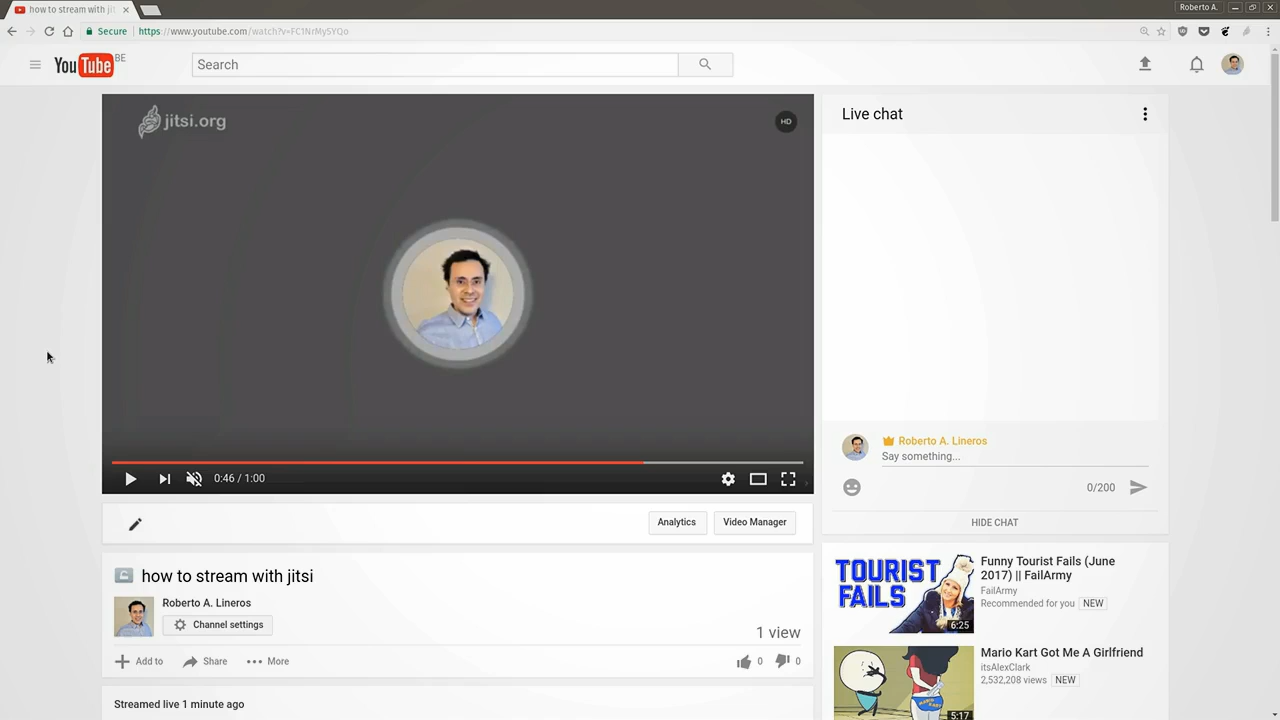 how to stream with ji
Roberto A.
Secure https://www.youtube.com/watch?v=FC1NrMySYQo
YouTube BE
Search
jitsi.org
HD
Live chat
0:46 / 1:00
Roberto A. Lineros
Say something...
0/200
HIDE CHAT
Analytics
Video Manager
how to stream with jitsi
Roberto A. Lineros
Channel settings
1 view
Add to
Share
More
0
0
Streamed live 1 minute ago
TOURIST
FAILS
6:25
Funny Tourist Fails (June
2017) || FailArmy
FailArmy
Recommended for you NEW
5:17
Mario Kart Got Me A Girlfriend
itsAlexClark
2,532,208 views NEW